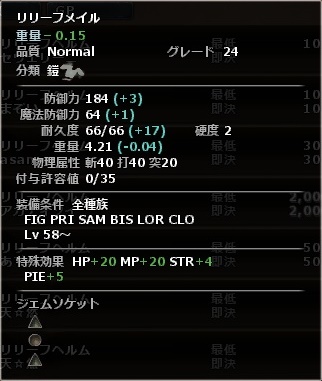 リリーフメイル
重量 − 0.15
品質 Normal グレード 24
分類 鎧
防御力 184 (+3)
魔法防御力 64 (+1)
耐久度 66/66 (+17) 硬度 2
重量 4.21 (-0.04)
物理属性 斬40 打40 突20
付与許容値 0/35
装備条件 全種族
FIG PRI SAM BIS LOR CLO
Lv 58〜
特殊効果 HP+20 MP+20 STR+4
PIE+5
ジェムソケット